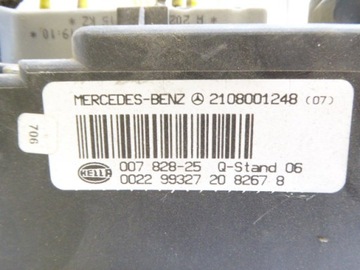 MERCEDES-BENZ 2108001248 (07)
706
HELLA
007 828-25 Q-Stand 06
0022 99327 20 8267 8